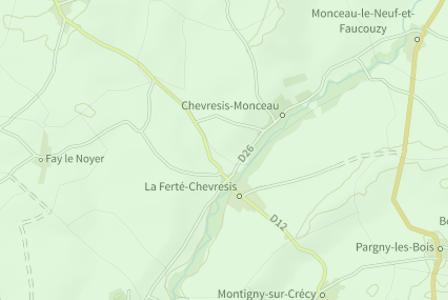 Monceau-le-Neuf-et-
Faucouzy
Chevresis-Monceau
D26
Fay le Noyer
La Ferté-Chevresis
D12
Pargny-les-Bois
Montigny-sur-Crécy